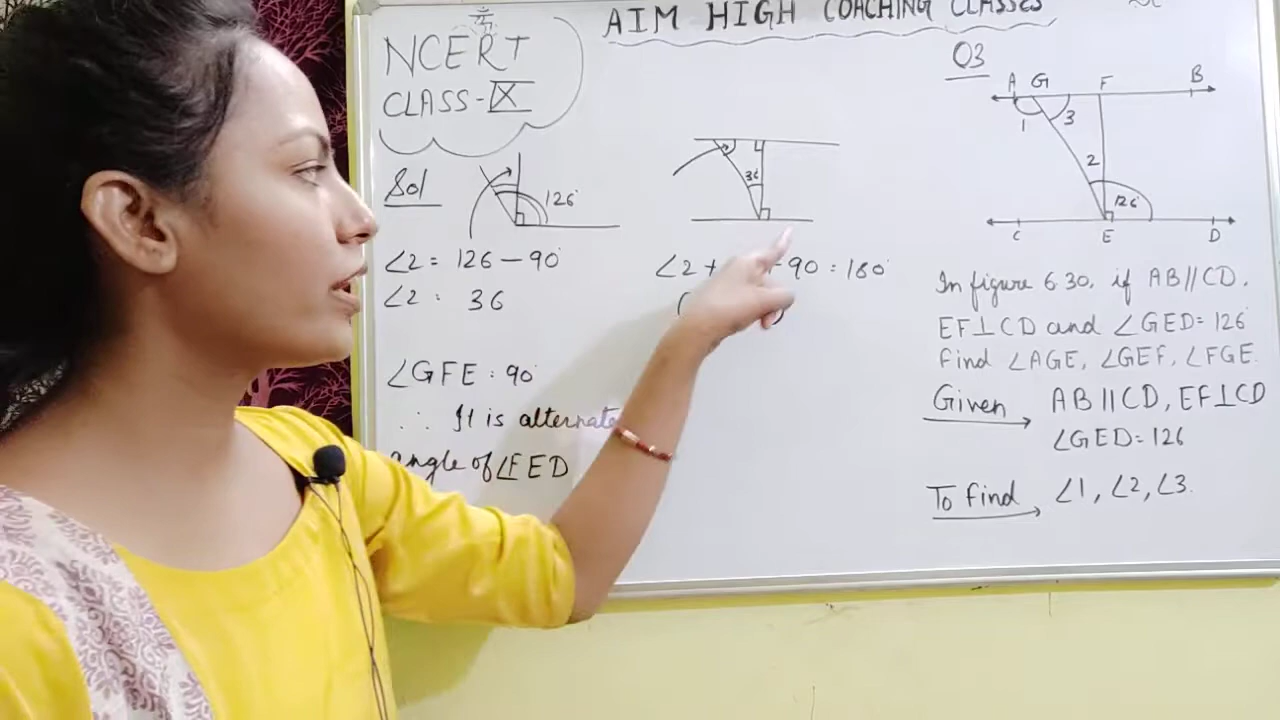 AIM HIGH COACHING CLASSES
NCERT
CLASS-IX
Sol
126°
∠2 = 126 - 90°
∠2 : 36
∠GFE : 90°
∴ It is alternate
angle of ∠FED
36
∠2 + - 90 : 180°
Q3
A G F B
1 3
2
126°
C E D
In figure 6.30, if AB//CD,
EF⊥CD and ∠GED = 126°
find ∠AGE, ∠GEF, ∠FGE.
Given → AB||CD, EF⊥CD
∠GED = 126
To find → ∠1, ∠2, ∠3.